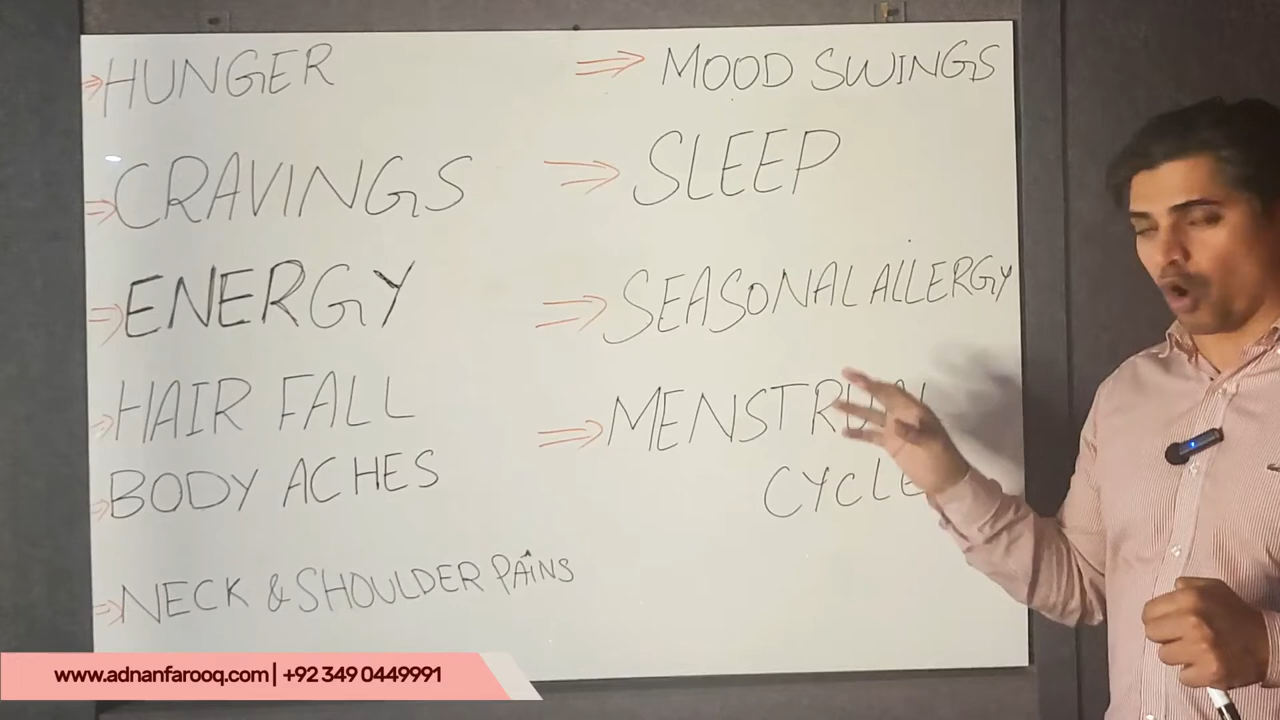 ⇒ HUNGER
⇒ CRAVINGS
⇒ ENERGY
⇒ HAIR FALL
⇒ BODY ACHES
⇒ NECK & SHOULDER PAINS
⇒ MOOD SWINGS
⇒ SLEEP
⇒ SEASONAL ALLERGY
⇒ MENSTRUAL
CYCLE
www.adnanfarooq.com | +92 349 0449991